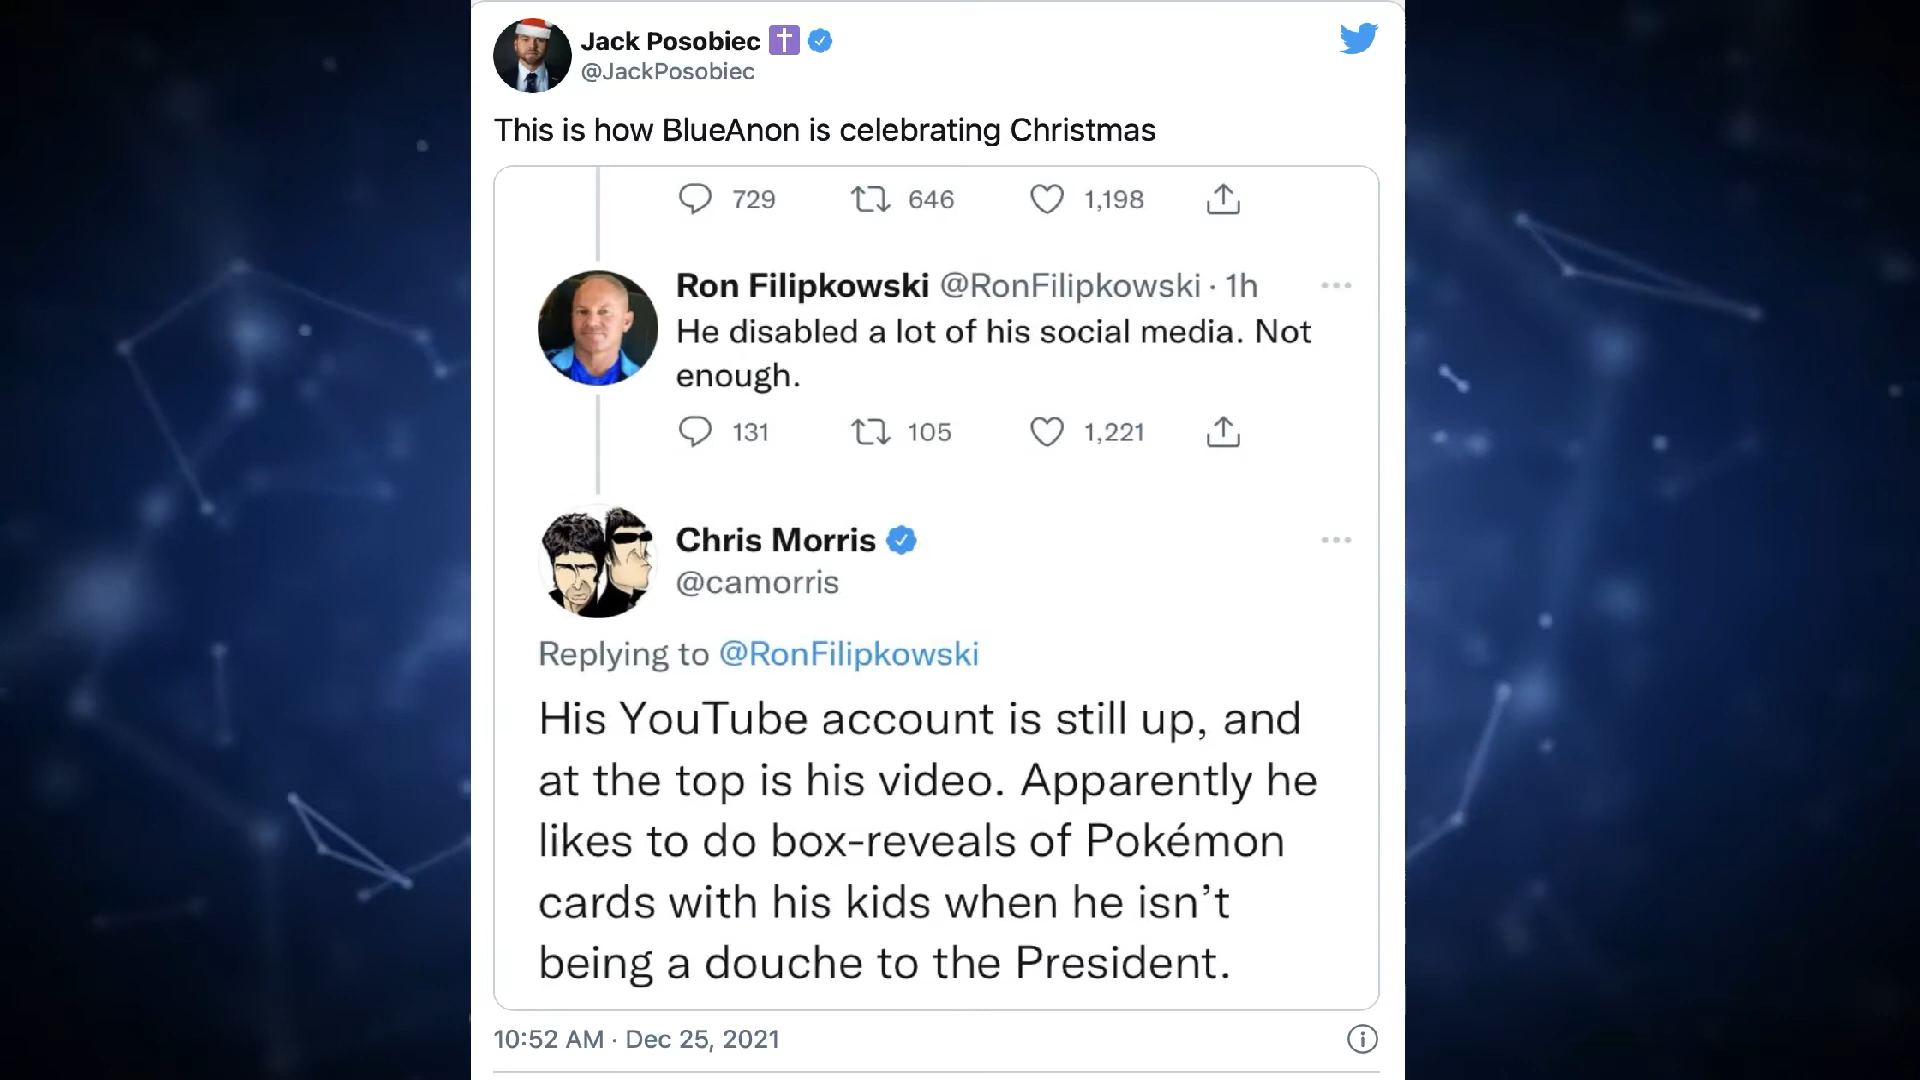 Jack Posobiec
@JackPosobiec
This is how BlueAnon is celebrating Christmas
729 646 1,198
Ron Filipkowski @RonFilipkowski · 1h
He disabled a lot of his social media. Not
enough.
131 105 1,221
Chris Morris
@camorris
Replying to @RonFilipkowski
His YouTube account is still up, and
at the top is his video. Apparently he
likes to do box-reveals of Pokémon
cards with his kids when he isn’t
being a douche to the President.
10:52 AM · Dec 25, 2021